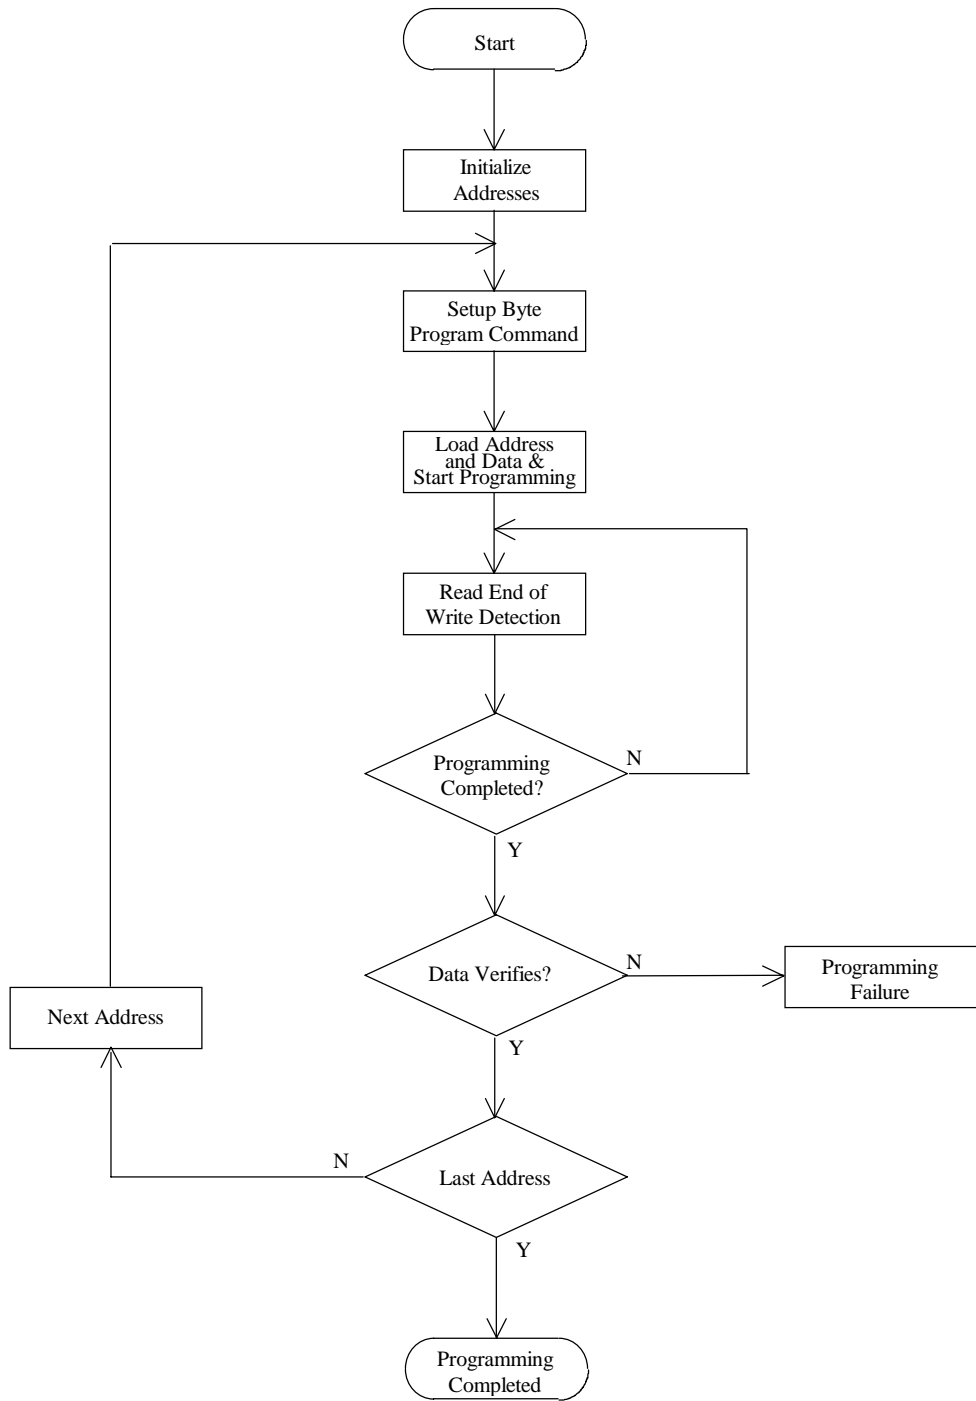 Start
Initialize
Addresses
Setup Byte
Program Command
Load Address
and Data &
Start Programming
Read End of
Write Detection
Programming
Completed?
N
Y
Data Verifies?
N
Programming
Failure
Next Address
Y
N
Last Address
Y
Programming
Completed